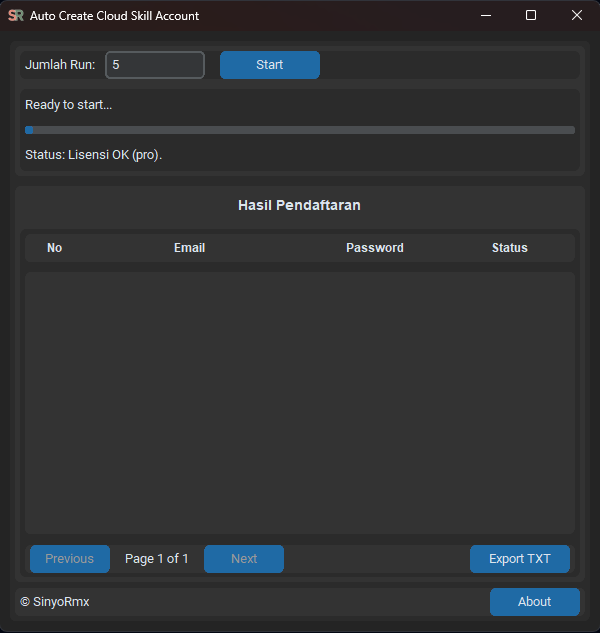 SR Auto Create Cloud Skill Account
Jumlah Run: 5 Start
Ready to start...
Status: Lisensi OK (pro).
Hasil Pendaftaran
No Email Password Status
Previous Page 1 of 1 Next Export TXT
© SinyoRmx About